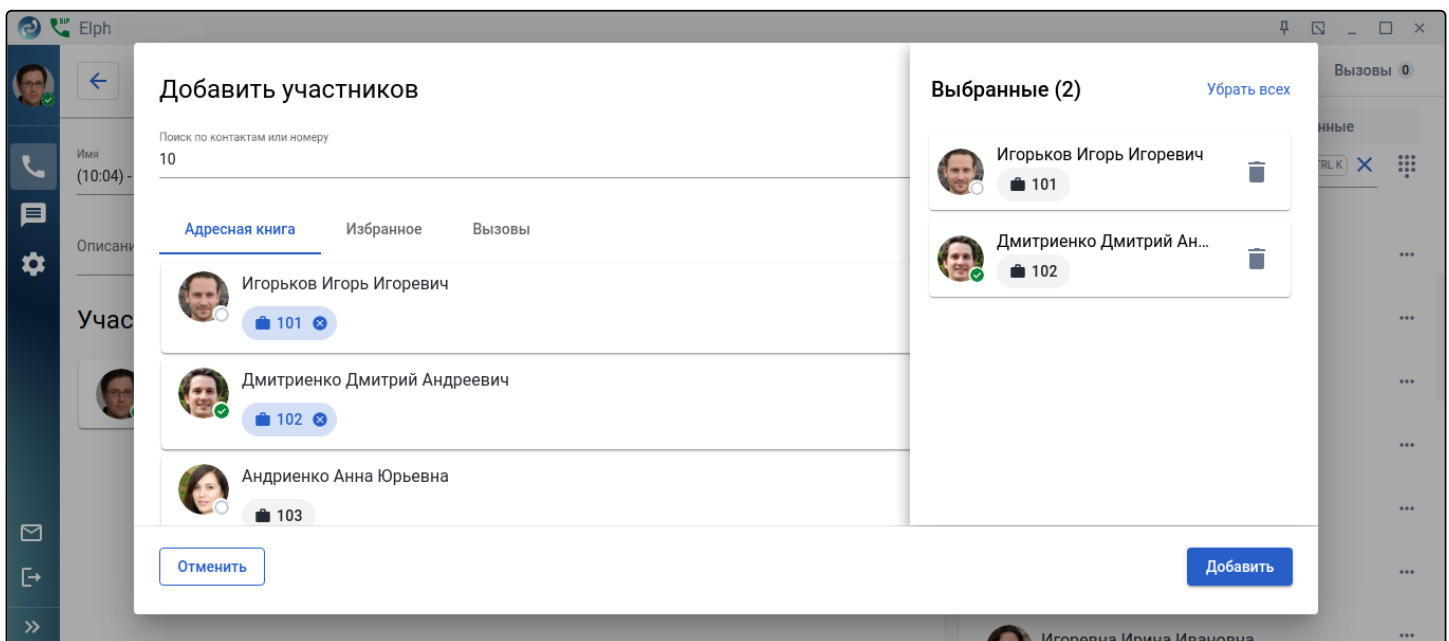 SIP Elph
Вызовы 0
Добавить участников
Выбранные (2)
Убрать всех
Поиск по контактам или номеру
10
Имя
(10:04) -
Адресная книга Избранное Вызовы
Игорьков Игорь Игоревич
101
Дмитриенко Дмитрий Андреевич
102
Андриенко Анна Юрьевна
103
Игорьков Игорь Игоревич
101
Дмитриенко Дмитрий Ан...
102
Отменить
Добавить
Игоревна Ирина Ивановна